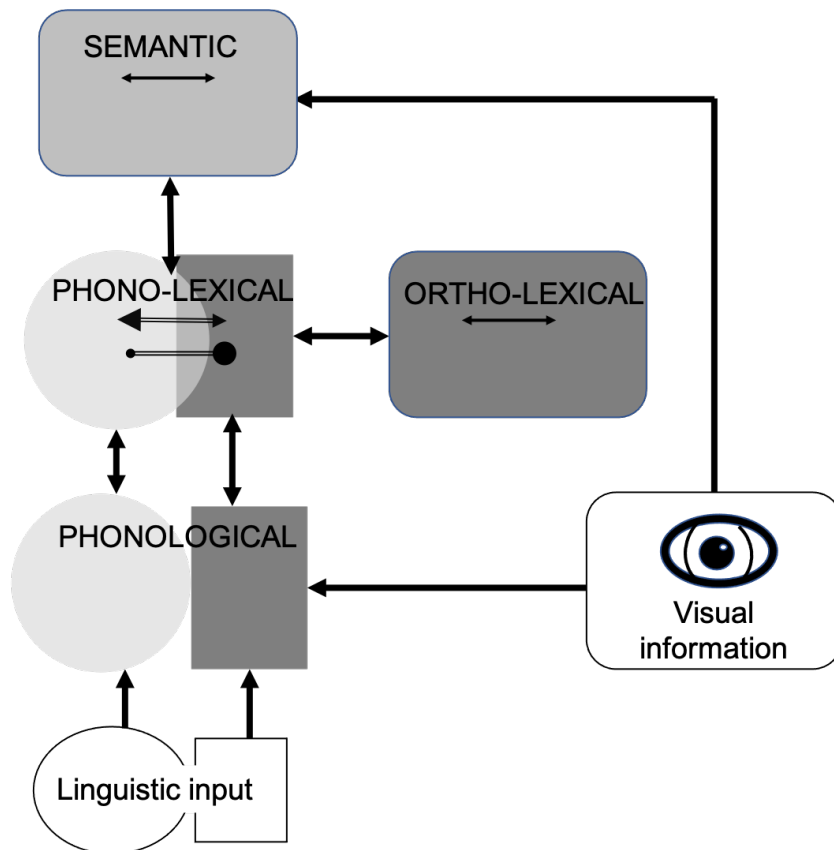 SEMANTIC
PHONO-LEXICAL
ORTHO-LEXICAL
PHONOLOGICAL
Visual
information
Linguistic input